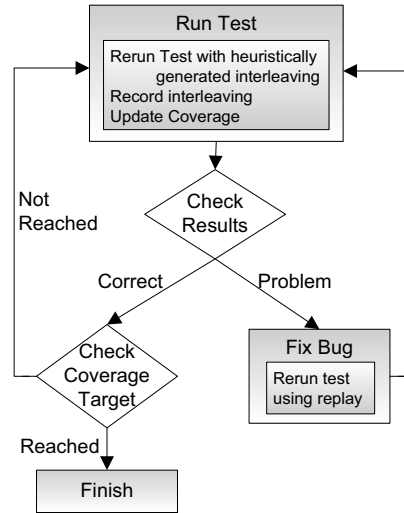 Run Test
Rerun Test with heuristically
generated interleaving
Record interleaving
Update Coverage
Not
Reached
Check
Results
Correct
Problem
Check
Coverage
Target
Fix Bug
Rerun test
using replay
Reached
Finish